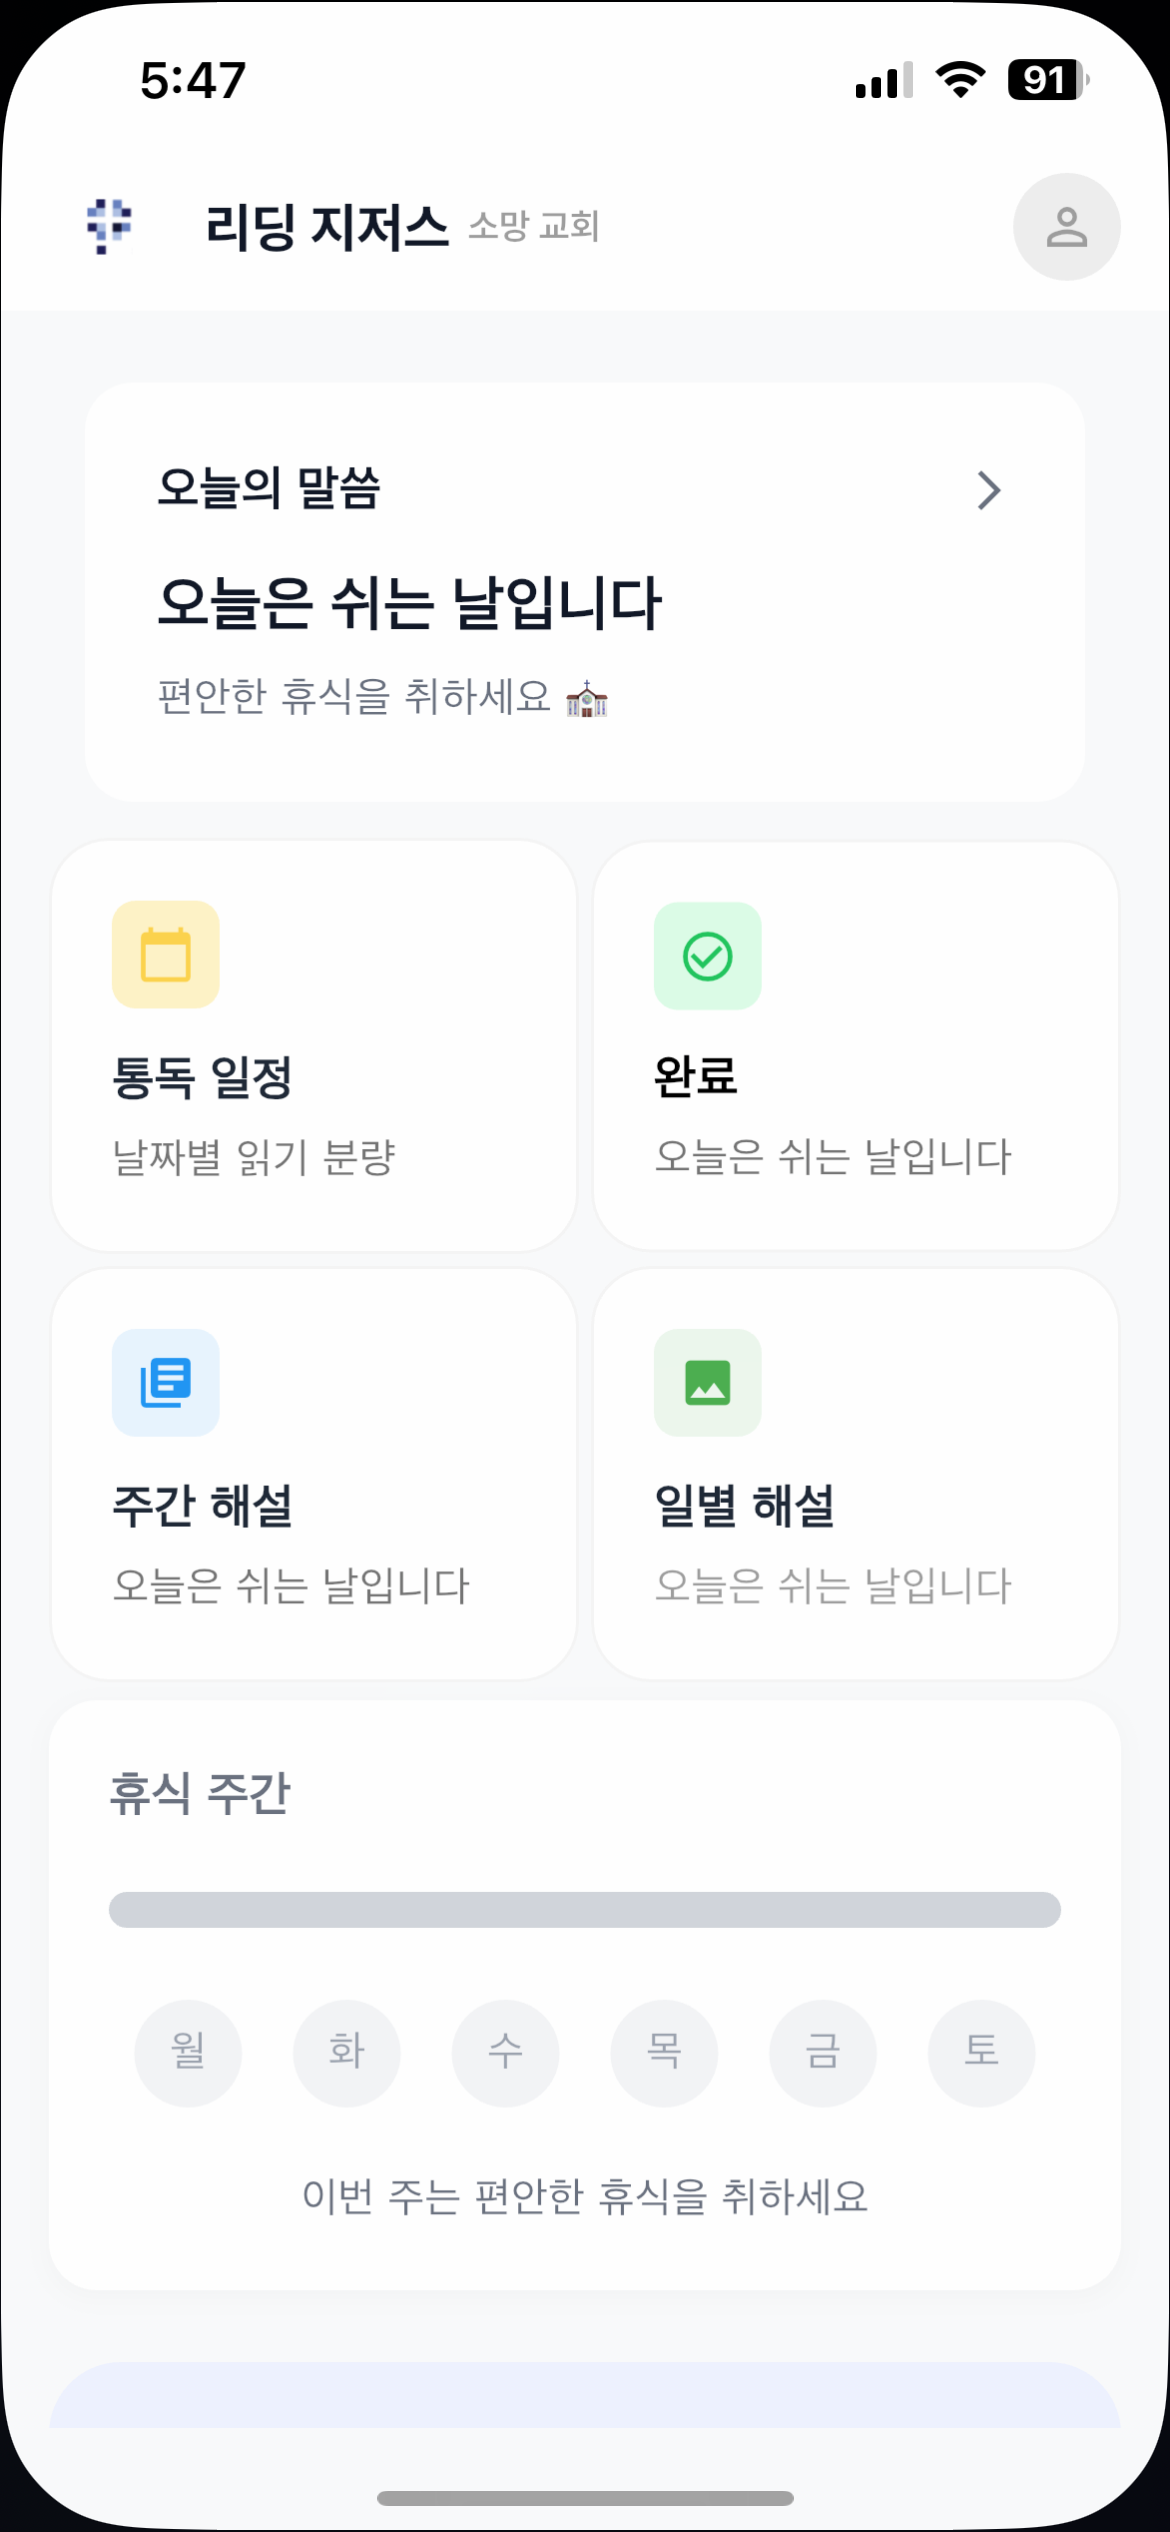 5:47
91
리딩 지저스 소망 교회
오늘의 말씀
오늘은 쉬는 날입니다
편안한 휴식을 취하세요 ⛪
통독 일정
날짜별 읽기 분량
완료
오늘은 쉬는 날입니다
주간 해설
오늘은 쉬는 날입니다
일별 해설
오늘은 쉬는 날입니다
휴식 주간
월 화 수 목 금 토
이번 주는 편안한 휴식을 취하세요